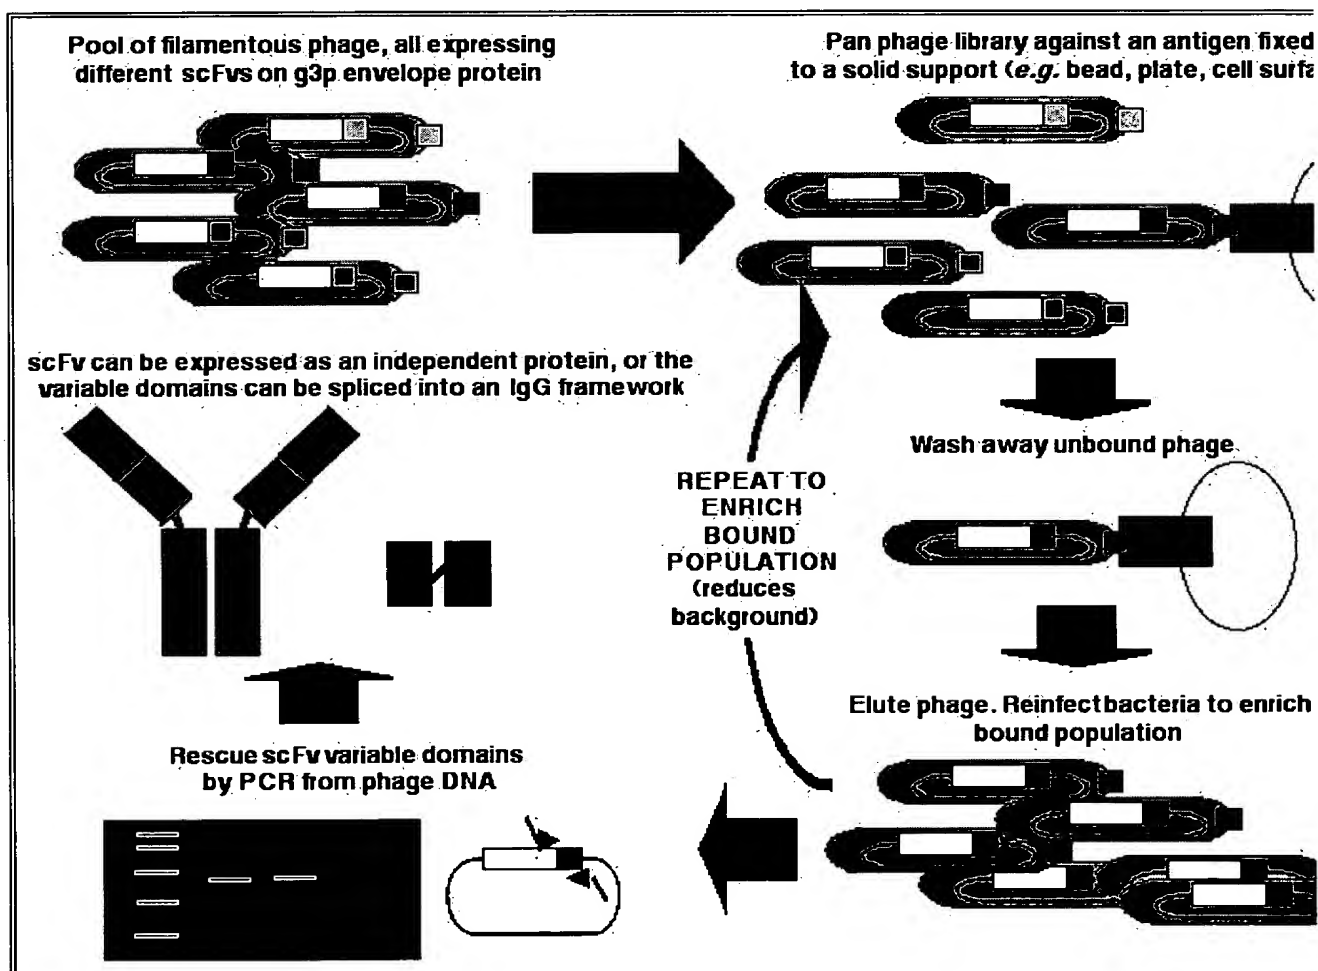 Pool of filamentous phage, all expressing
different scFvs on g3p envelope protein
Pan phage library against an antigen fixed
to a solid support (e.g. bead, plate, cell
scFv can be expressed as an independent protein, or the
variable domains can be spliced into an IgG framework
Wash away unbound phage
REPEAT TO
ENRICH
BOUND
POPULATION
(reduces
background)
Elute phage. Reinfect bacteria to enrich
bound population
Rescue scFv variable domains
by PCR from phage DNA